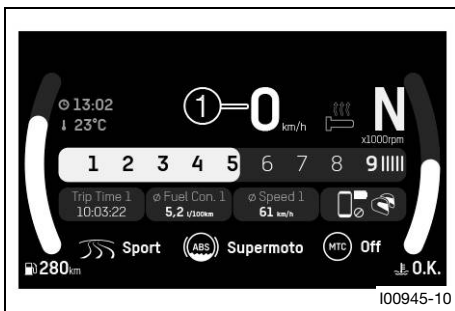 13:02
1
0 km/h
N
23°C
x1000rpm
1 2 3 4 5 6 7 8 9
Trip Time 1
10:03:22
ø Fuel Con. 1
5,2 l/100km
ø Speed 1
61 km/h
Sport
ABS
Supermoto
MTC
Off
280km
O.K.
I00945-10